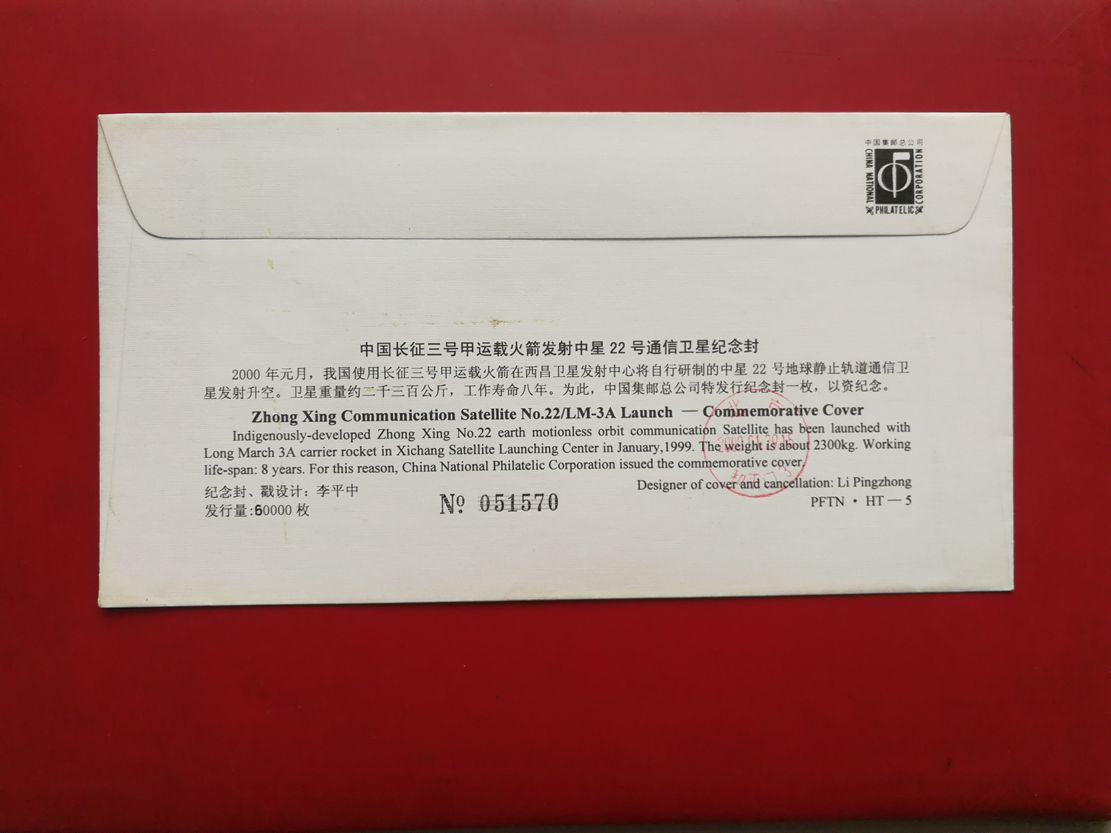 中国集邮总公司
CHINA NATIONAL
PHILATELIC
CORPORATION
中国长征三号甲运载火箭发射中星 22 号通信卫星纪念封
2000 年元月，我国使用长征三号甲运载火箭在西昌卫星发射中心将自行研制的中星 22 号地球静止轨道通信卫
星发射升空。卫星重量约二千三百公斤，工作寿命八年。为此，中国集邮总公司特发行纪念封一枚，以资纪念。
Zhong Xing Communication Satellite No.22/LM-3A Launch — Commemorative Cover
Indigenously-developed Zhong Xing No.22 earth motionless orbit communication Satellite has been launched with
Long March 3A carrier rocket in Xichang Satellite Launching Center in January,1999. The weight is about 2300kg. Working
life-span: 8 years. For this reason, China National Philatelic Corporation issued the commemorative cover.
纪念封、戳设计：李平中
Designer of cover and cancellation: Li Pingzhong
发行量:60000 枚
№ 051570
PFTN · HT — 5